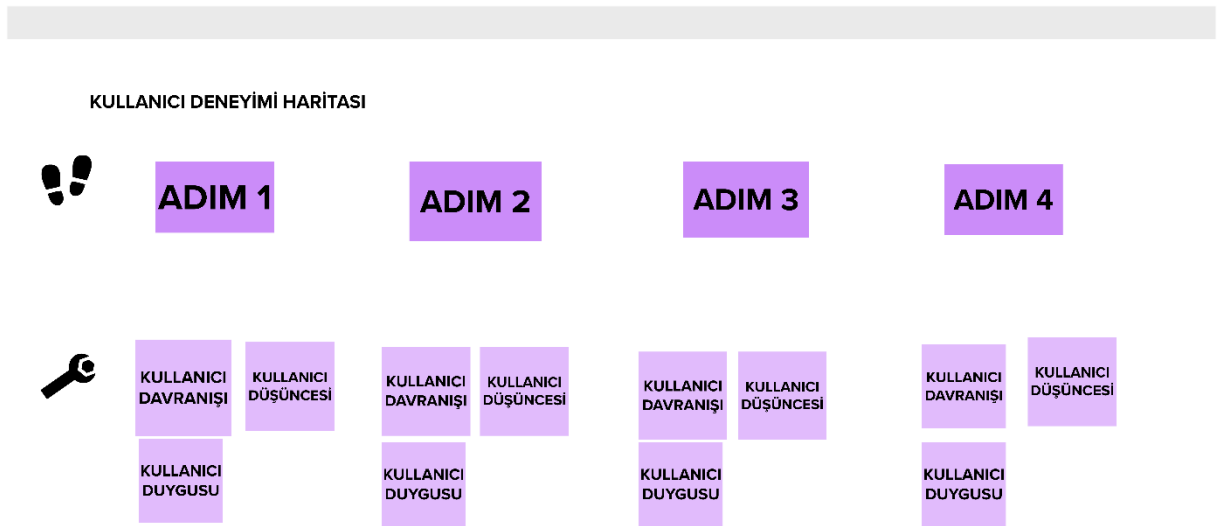 KULLANICI DENEYİMİ HARİTASI
ADIM 1
ADIM 2
ADIM 3
ADIM 4
KULLANICI
DAVRANIŞI
KULLANICI
DÜŞÜNCESİ
KULLANICI
DUYGUSU
KULLANICI
DAVRANIŞI
KULLANICI
DÜŞÜNCESİ
KULLANICI
DUYGUSU
KULLANICI
DAVRANIŞI
KULLANICI
DÜŞÜNCESİ
KULLANICI
DUYGUSU
KULLANICI
DAVRANIŞI
KULLANICI
DÜŞÜNCESİ
KULLANICI
DUYGUSU